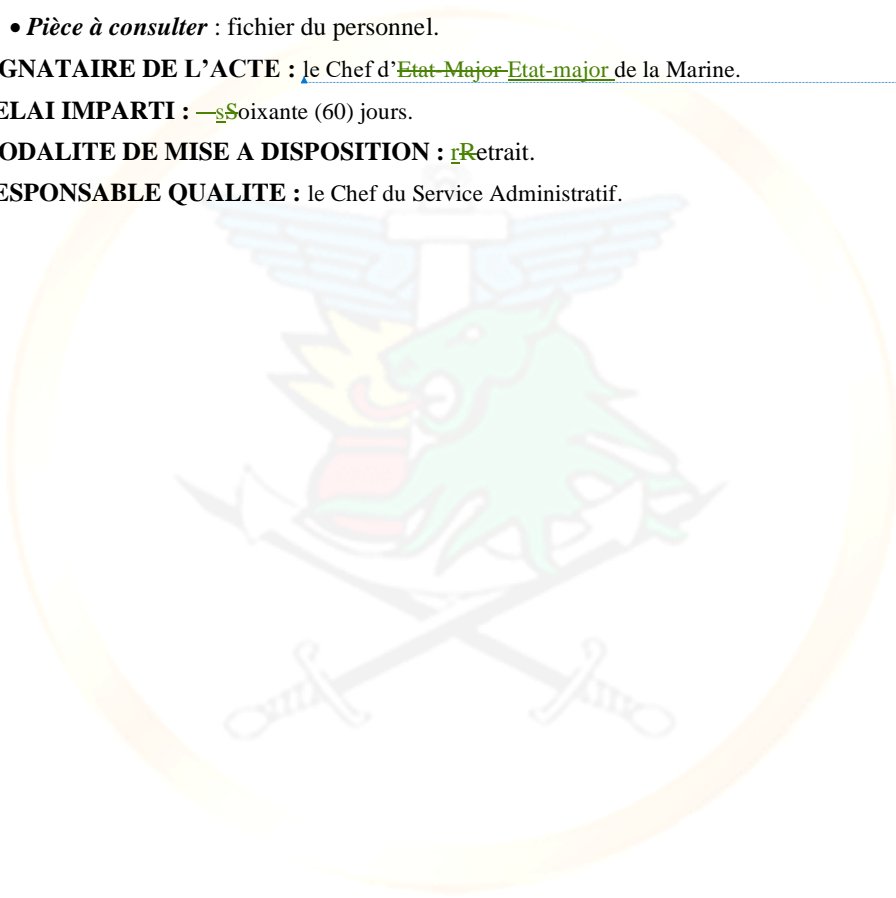 • Pièce à consulter : fichier du personnel.
GNATAIRE DE L’ACTE : le Chef d’Etat-Major Etat-major de la Marine.
ELAI IMPARTI : —sSoixante (60) jours.
ODALITE DE MISE A DISPOSITION : rRetrait.
ESPONSABLE QUALITE : le Chef du Service Administratif.